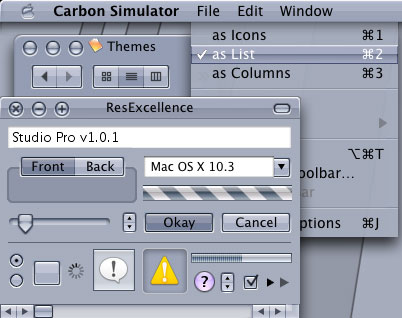 Carbon Simulator File Edit Window
as Icons ⌘1
✓ as List ⌘2
as Columns ⌘3
⌥⌘T
oolbar...
ar
ptions ⌘J
Themes
ResExcellence
Studio Pro v1.0.1
Front Back
Mac OS X 10.3
Okay Cancel
!
!
?